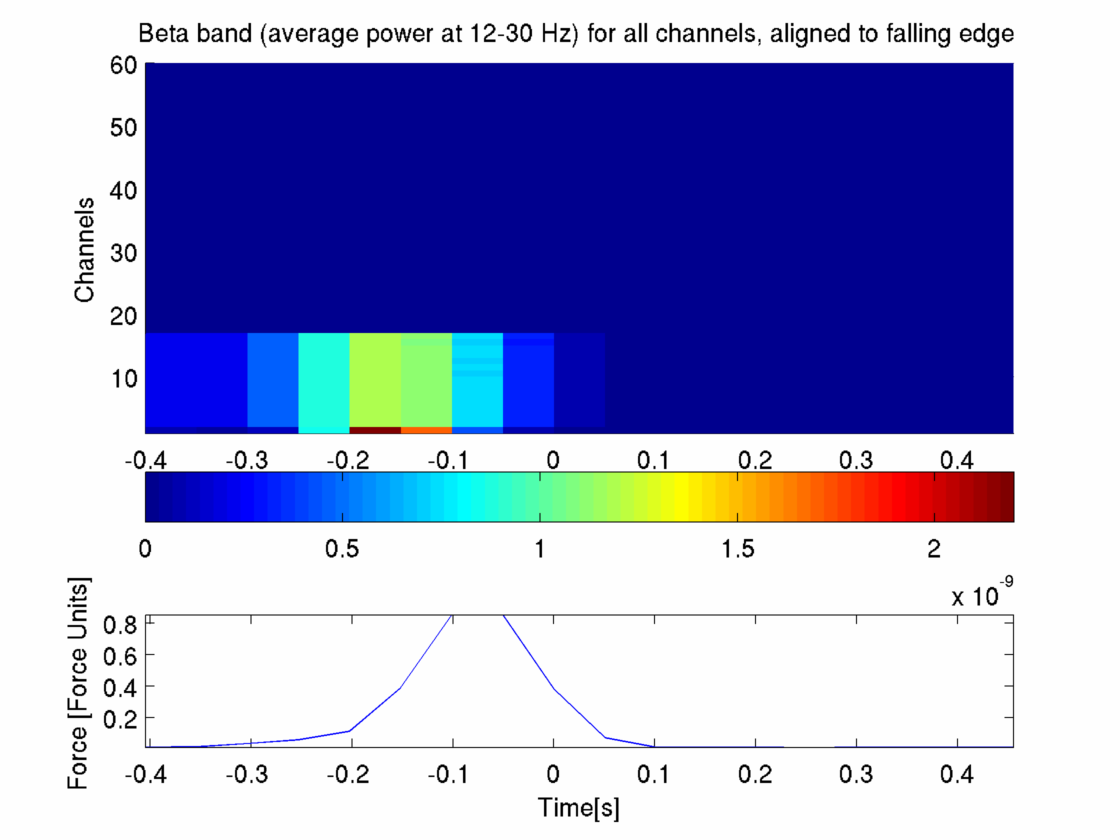 Beta band (average power at 12-30 Hz) for all channels, aligned to falling edge
60
50
40
30
20
10
Channels
-0.4 -0.3 -0.2 -0.1 0 0.1 0.2 0.3 0.4
0 0.5 1 1.5 2
x 10⁻⁹
0.8
0.6
0.4
0.2
Force [Force Units]
-0.4 -0.3 -0.2 -0.1 0 0.1 0.2 0.3 0.4
Time[s]